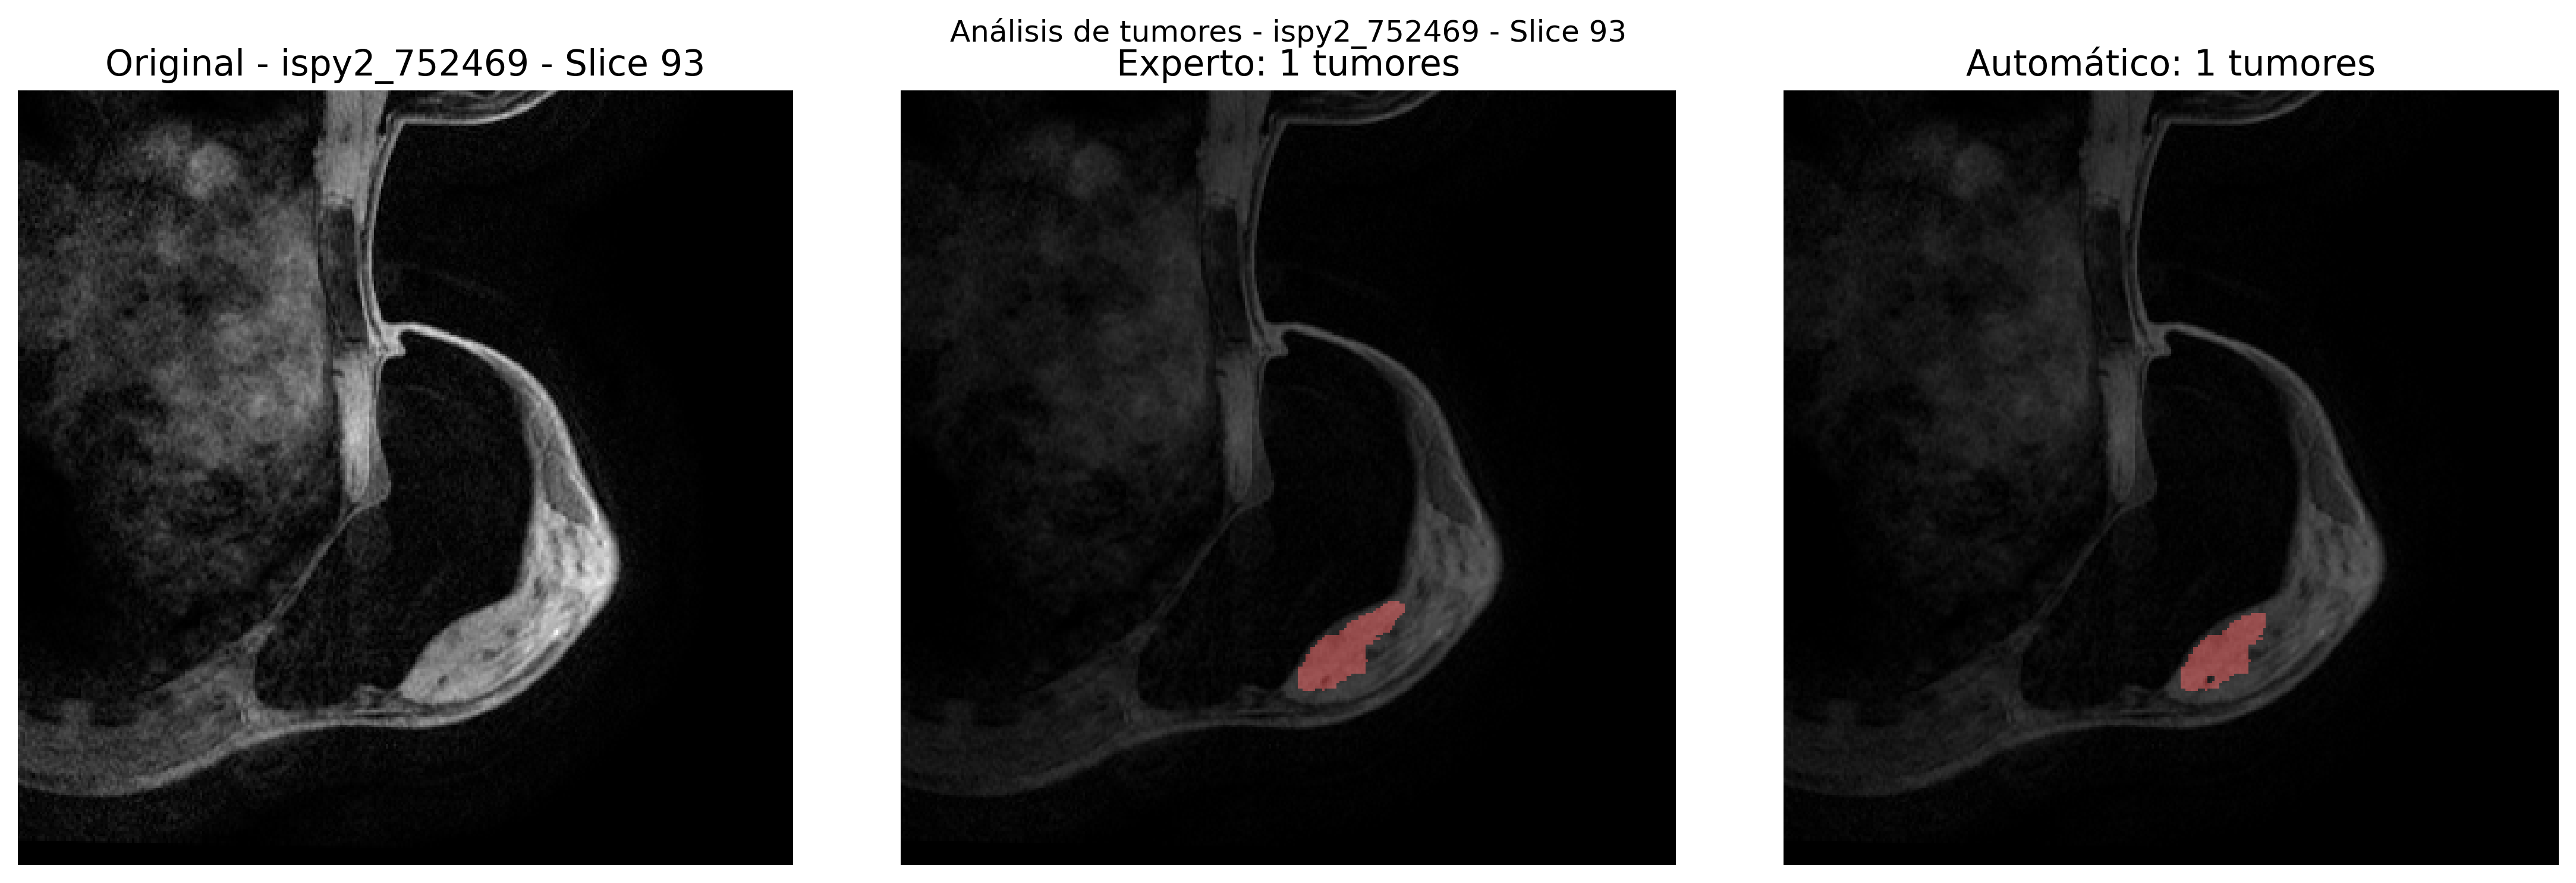 Análisis de tumores - ispy2_752469 - Slice 93
Original - ispy2_752469 - Slice 93
Experto: 1 tumores
Automático: 1 tumores